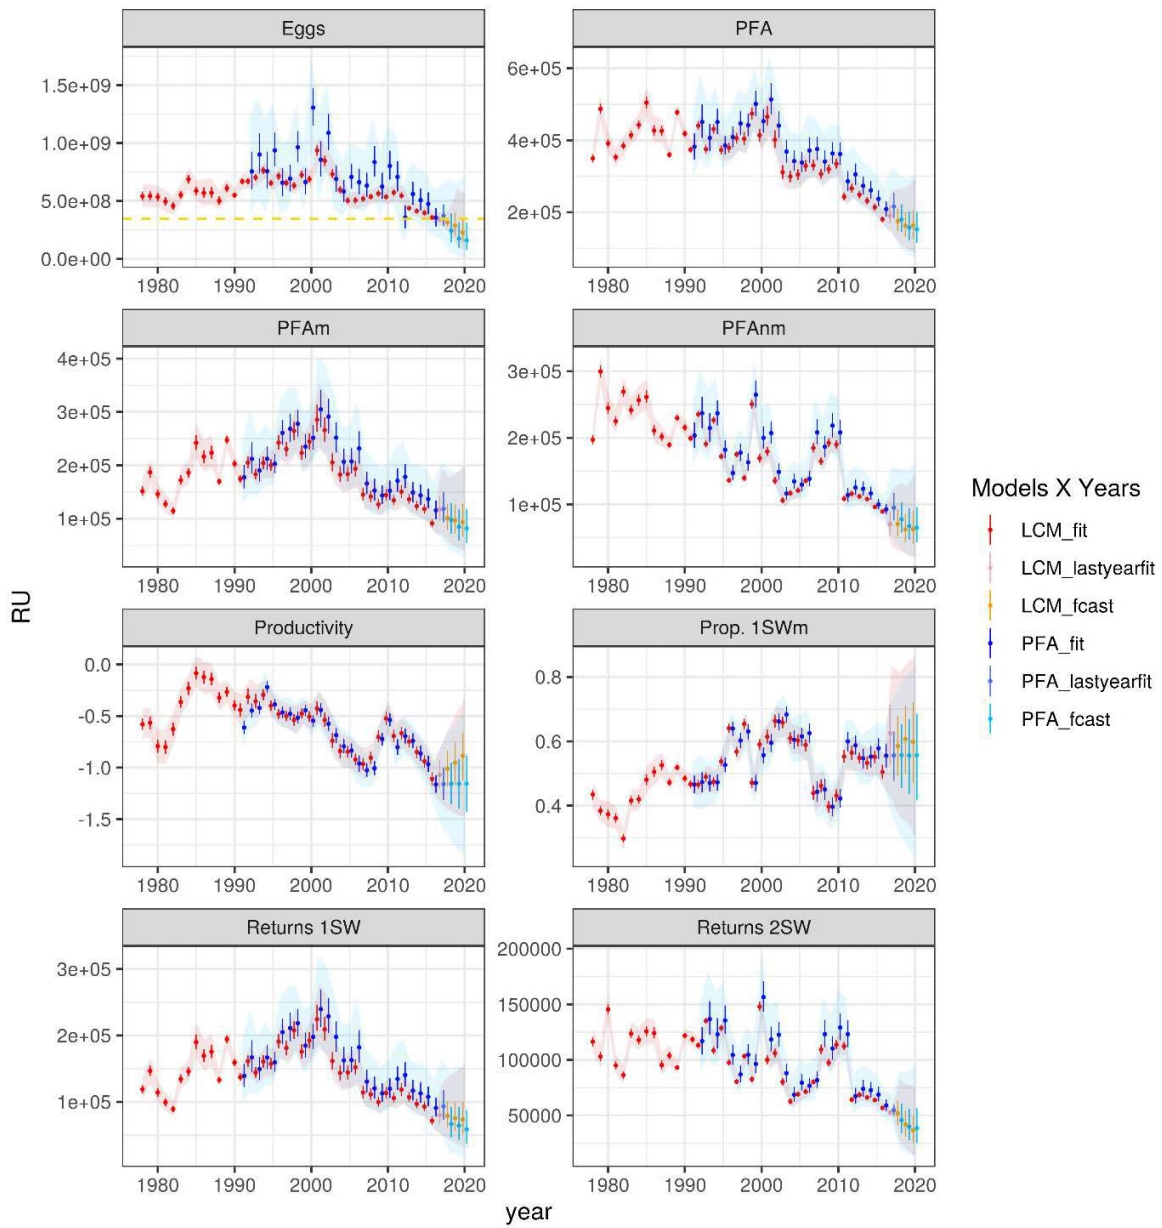 Eggs
PFA
1.5e+09
1.0e+09
5.0e+08
0.0e+00
6e+05
4e+05
2e+05
1980 1990 2000 2010 2020
1980 1990 2000 2010 2020
PFAm
PFAnm
4e+05
3e+05
2e+05
1e+05
3e+05
2e+05
1e+05
1980 1990 2000 2010 2020
1980 1990 2000 2010 2020
RU
Productivity
Prop. 1SWm
0.0
-0.5
-1.0
-1.5
0.8
0.6
0.4
1980 1990 2000 2010 2020
1980 1990 2000 2010 2020
Returns 1SW
Returns 2SW
3e+05
2e+05
1e+05
200000
150000
100000
50000
1980 1990 2000 2010 2020
1980 1990 2000 2010 2020
year
Models X Years
LCM_fit
LCM_lastyearfit
LCM_fcast
PFA_fit
PFA_lastyearfit
PFA_fcast